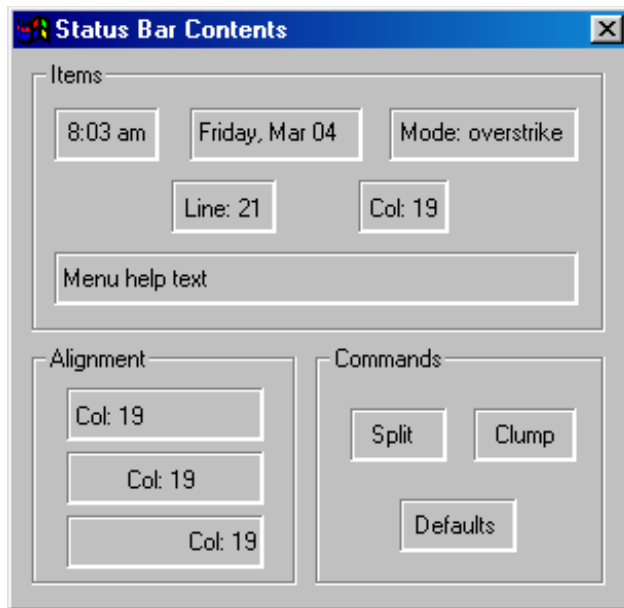 Status Bar Contents
Items
8:03 am Friday, Mar 04 Mode: overstrike
Line: 21 Col: 19
Menu help text
Alignment
Col: 19
Col: 19
Col: 19
Commands
Split Clump
Defaults